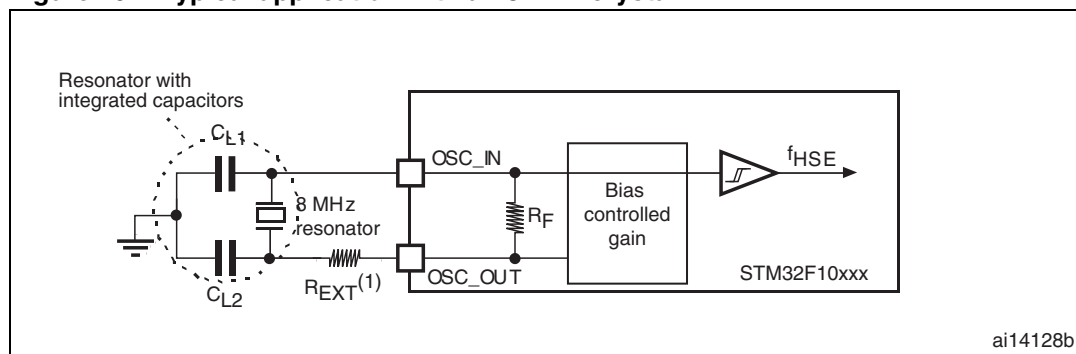 Resonator with
integrated capacitors
CL1
OSC_IN
fHSE
8 MHz
resonator
RF
Bias
controlled
gain
REXT(1)
OSC_OUT
STM32F10xxx
CL2
ai14128b